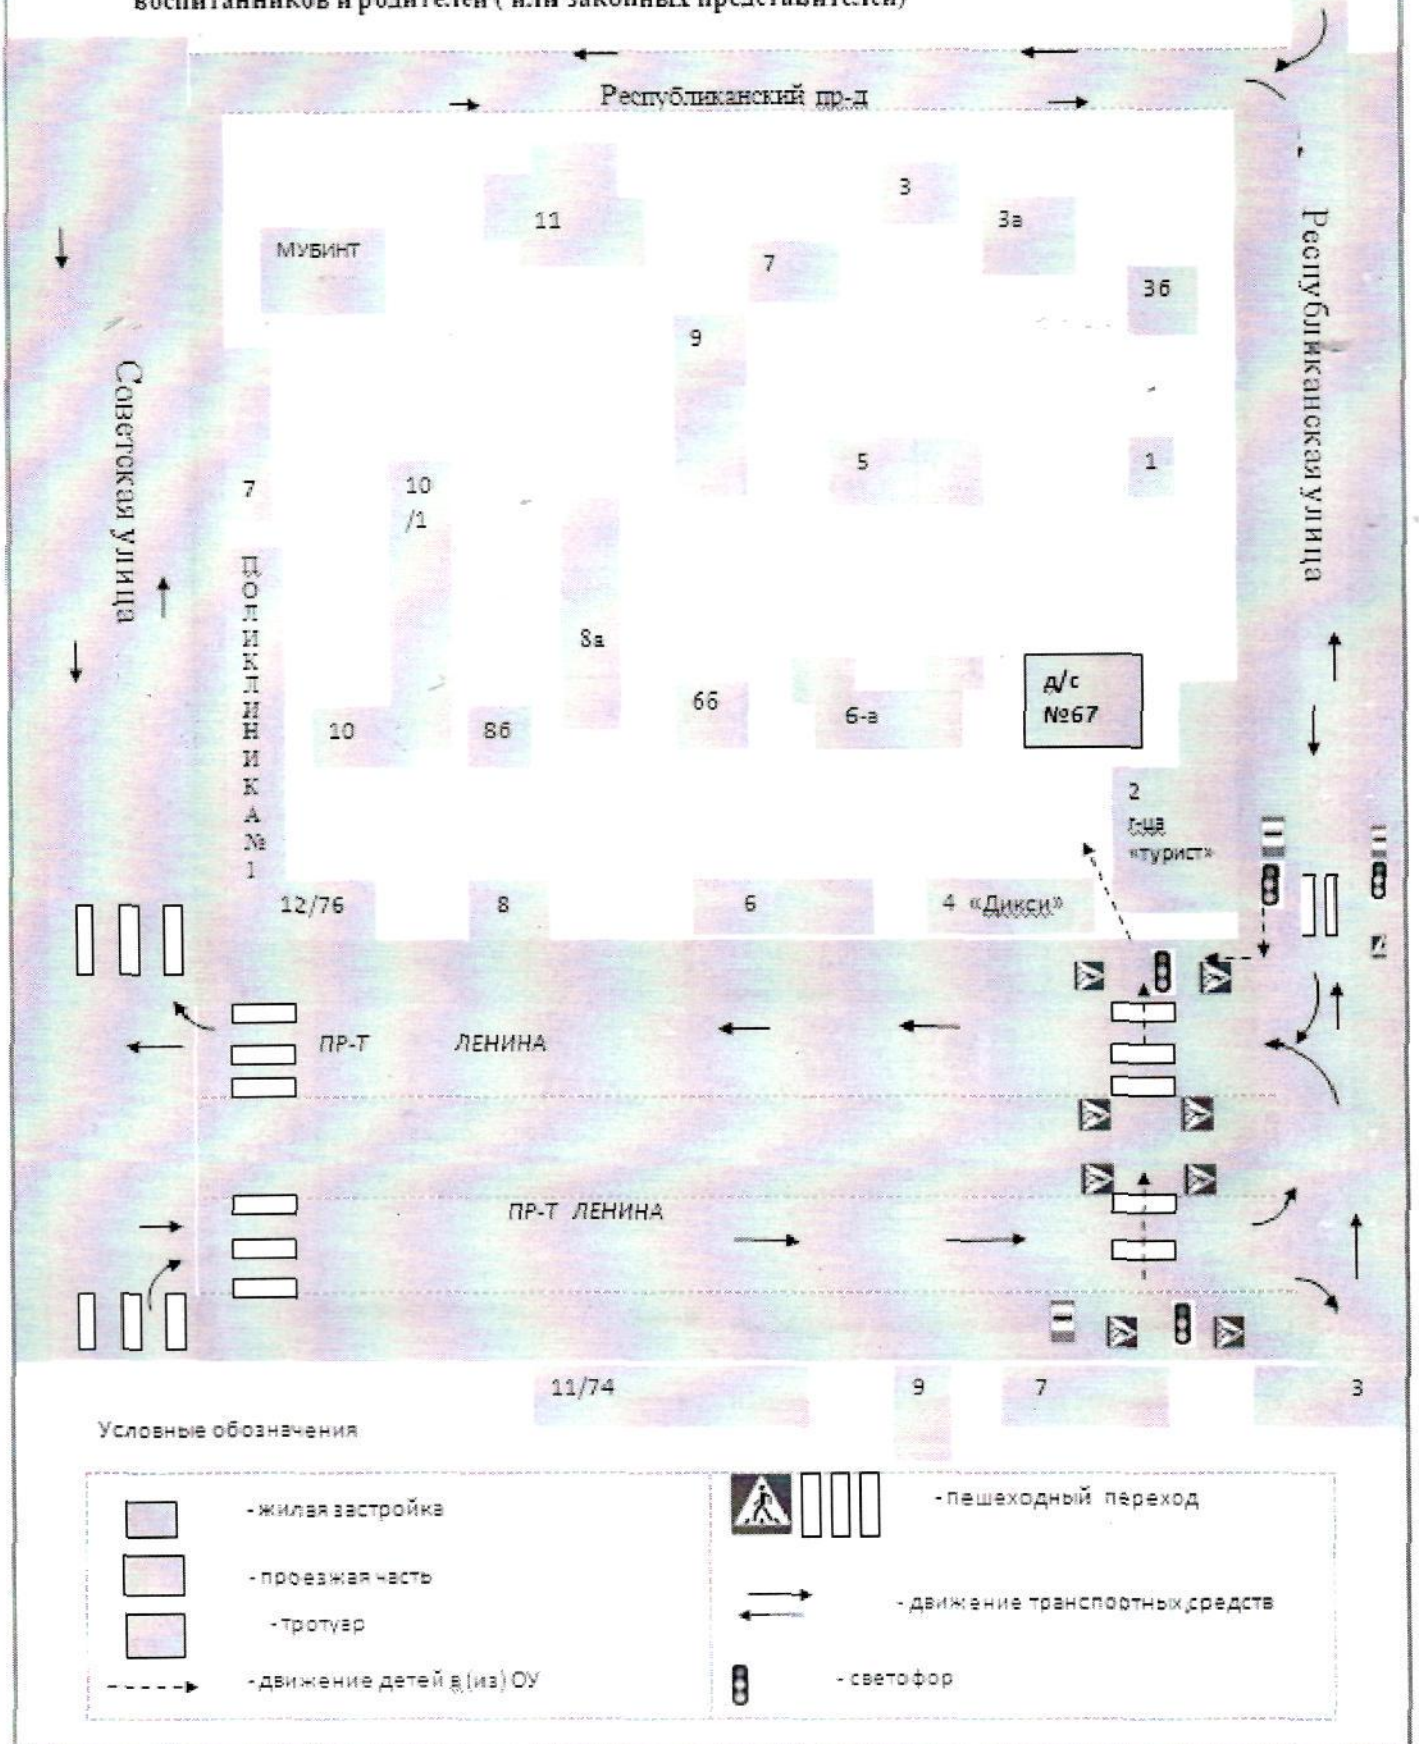 воспитанников и родителей ( или законных представителей)
Республиканский пр-д
11
3
3а
МУБИНТ
7
3б
9
Республиканская улица
Советская улица
5
1
7
10
/1
ПОЛИКЛИНИКА №1
8а
д/с
№67
6б
6-а
10
8б
2
г-ца
«турист»
12/76
8
6
4 «Дикси»
ПР-Т ЛЕНИНА
ПР-Т ЛЕНИНА
11/74
9
7
3
Условные обозначения
- жилая застройка
- пешеходный переход
- проезжая часть
- движение транспортных средств
- тротуар
- движение детей в (из) ОУ
- светофор